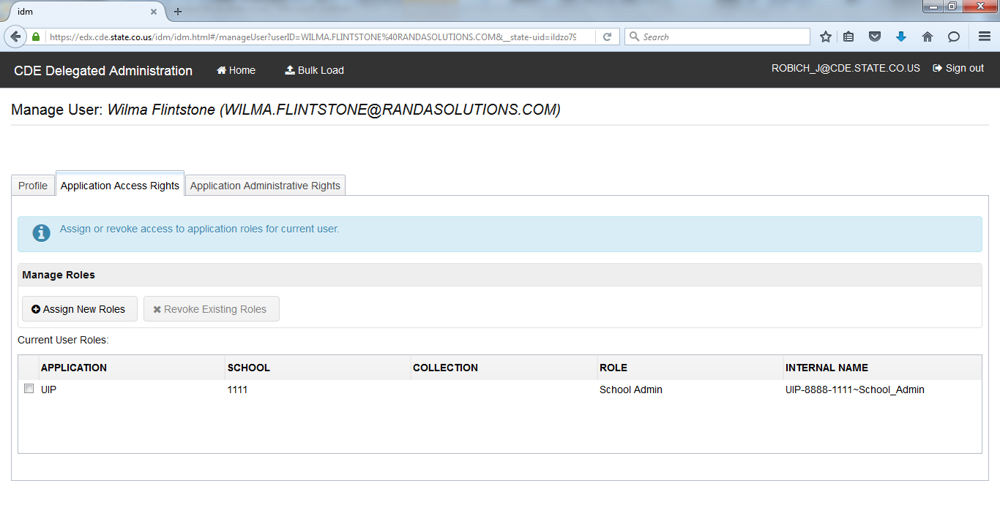 idm
https://edx.cde.state.co.us/idm/idm.html#/manageUser?userID=WILMA.FLINTSTONE%40RANDASOLUTIONS.COM&__state-uid=ildzo79
Search
CDE Delegated Administration Home Bulk Load ROBICH_J@CDE.STATE.CO.US Sign out
Manage User: Wilma Flintstone (WILMA.FLINTSTONE@RANDASOLUTIONS.COM)
Profile Application Access Rights Application Administrative Rights
Assign or revoke access to application roles for current user.
Manage Roles
Assign New Roles Revoke Existing Roles
Current User Roles:
APPLICATION SCHOOL COLLECTION ROLE INTERNAL NAME
UIP 1111 School Admin UIP-8888-1111~School_Admin